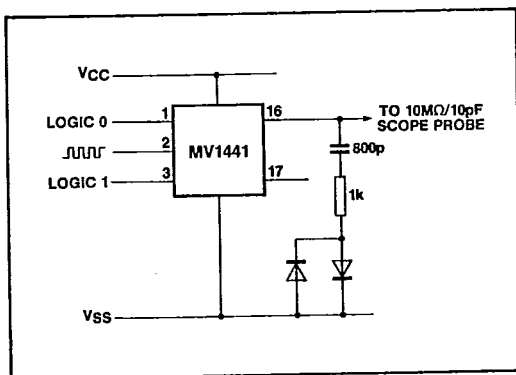 VCC
LOGIC 0
1
16
TO 10MΩ/10pF
SCOPE PROBE
2
MV1441
800p
LOGIC 1
3
17
1k
VSS